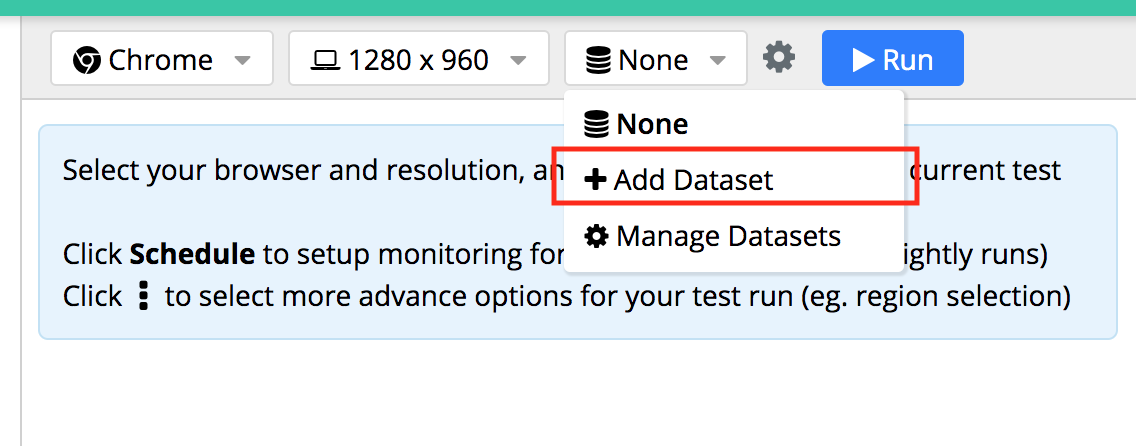 Chrome 1280 x 960 None Run
None
Add Dataset
Manage Datasets
Select your browser and resolution, an current test
Click Schedule to setup monitoring for ightly runs)
Click to select more advance options for your test run (eg. region selection)